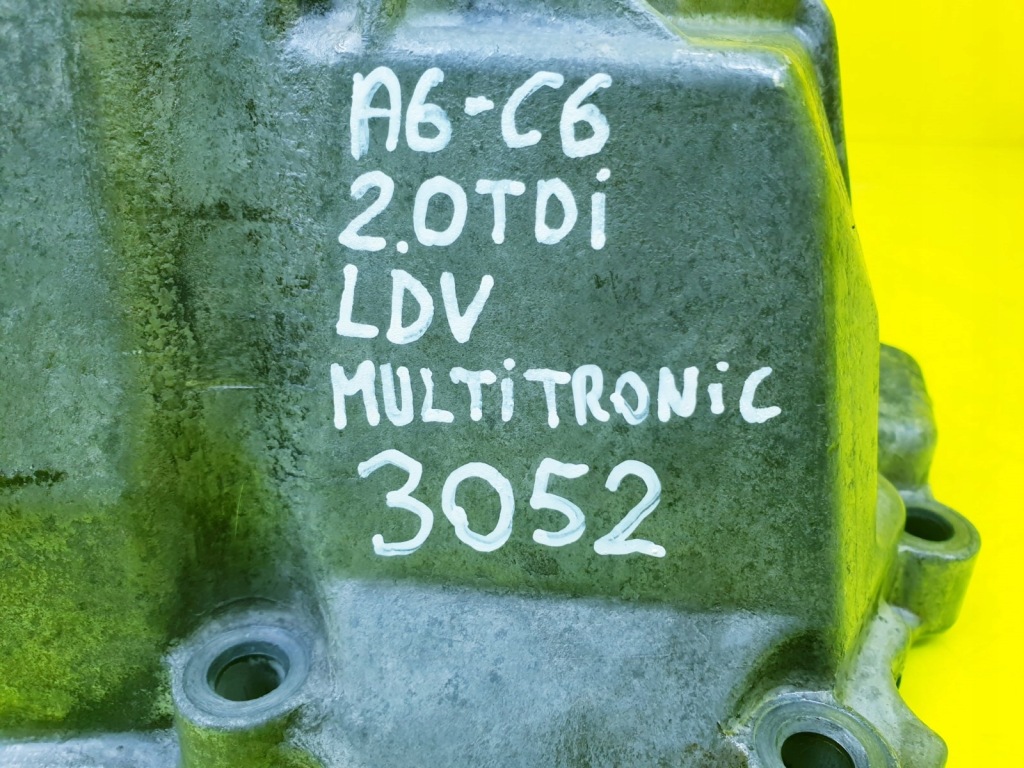 A6-C6
2.0TDi
LDV
MULTiTRONiC
3052